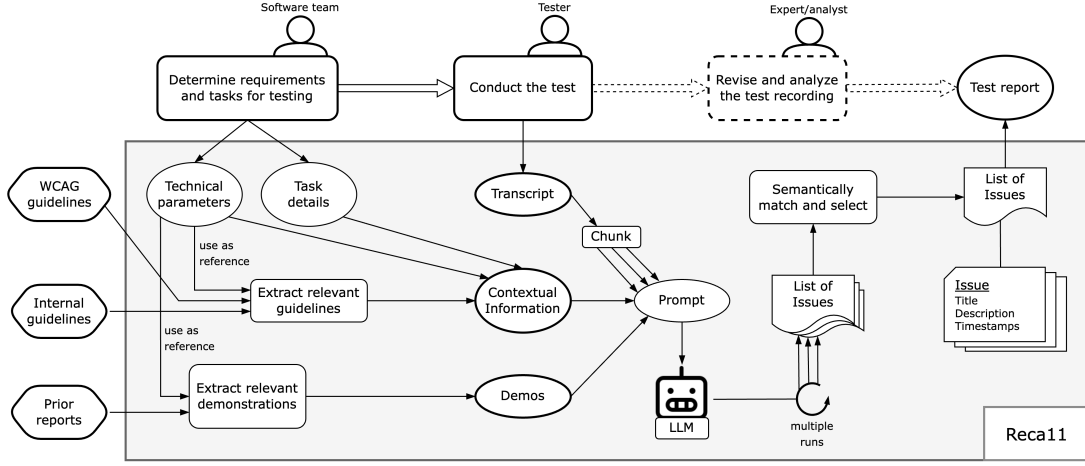 Software team
Tester
Expert/analyst
Determine requirements
and tasks for testing
Conduct the test
Revise and analyze
the test recording
Test report
WCAG
guidelines
Technical
parameters
Task
details
Transcript
Semantically
match and select
List of
Issues
Chunk
use as
reference
Internal
guidelines
Extract relevant
guidelines
Contextual
Information
Prompt
List of
Issues
Issue
Title
Description
Timestamps
use as
reference
Prior
reports
Extract relevant
demonstrations
Demos
LLM
multiple
runs
Reca11